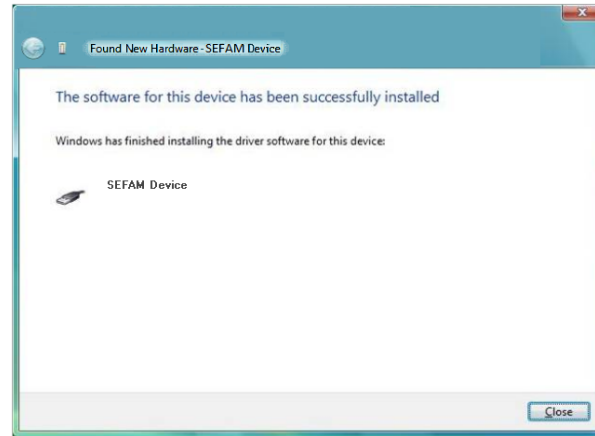 Found New Hardware - SEFAM Device
The software for this device has been successfully installed
Windows has finished installing the driver software for this device:
SEFAM Device
Close